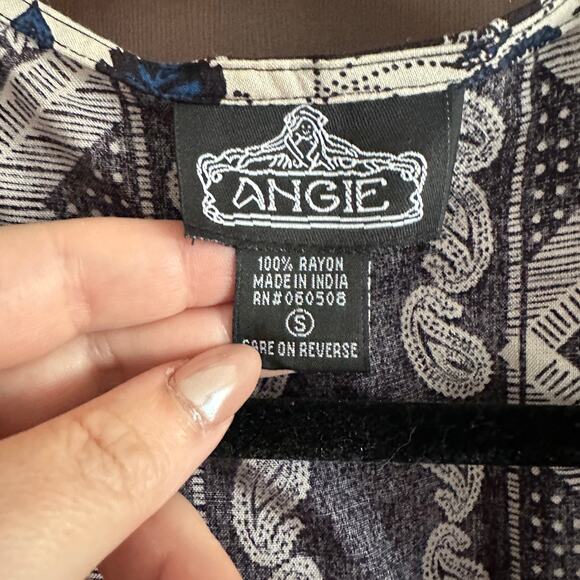 ANGIE
100% RAYON
MADE IN INDIA
RN#060508
S
CARE ON REVERSE